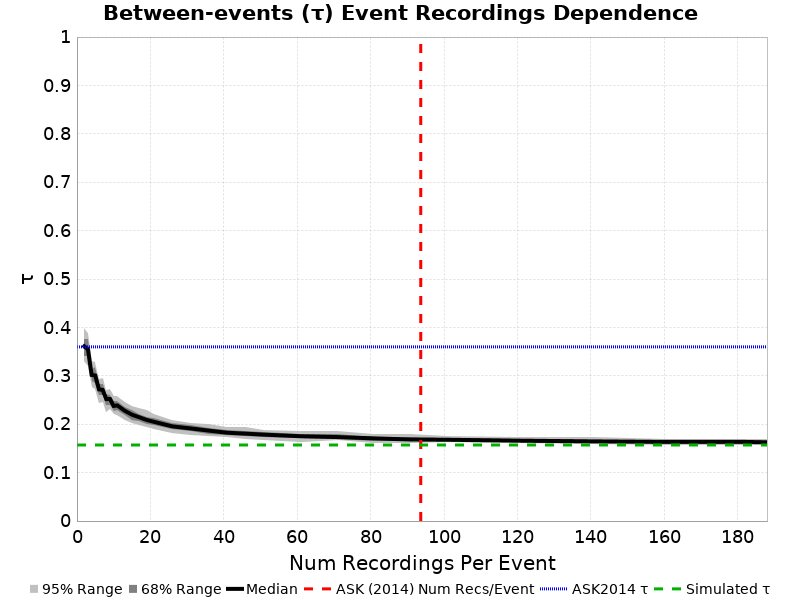 Between-events (τ) Event Recordings Dependence
1
0.9
0.8
0.7
0.6
0.5
0.4
0.3
0.2
0.1
0
τ
0 20 40 60 80 100 120 140 160 180
Num Recordings Per Event
95% Range 68% Range Median ASK (2014) Num Recs/Event ASK2014 τ Simulated τ